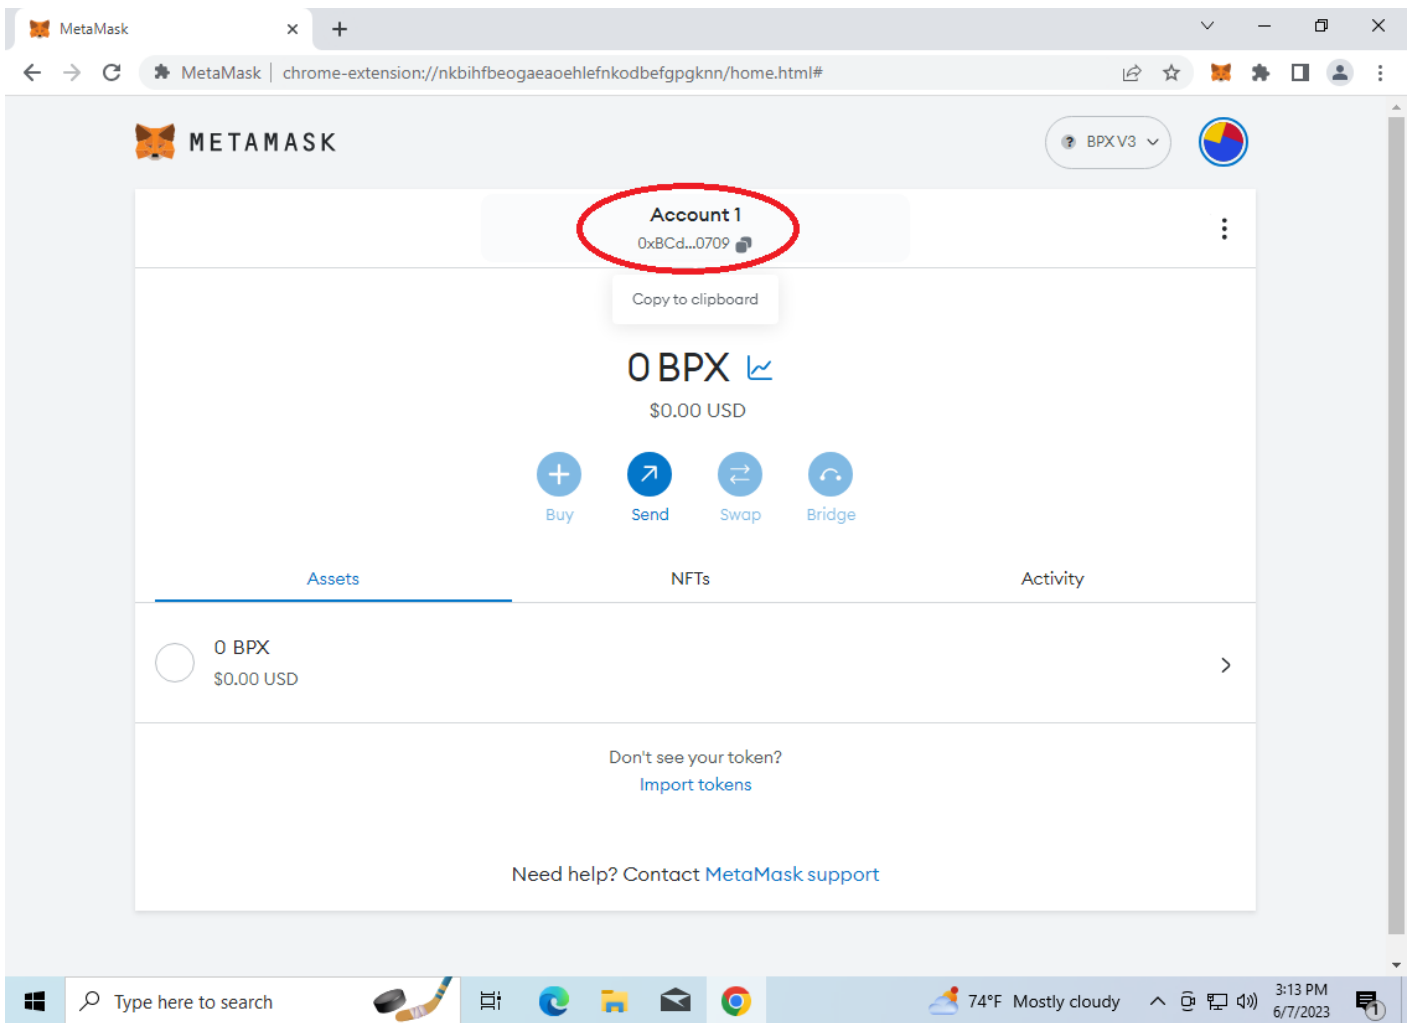 MetaMask
MetaMask | chrome-extension://nkbihfbeogaeaoehlefnkodbefgpgknn/home.html#
METAMASK
? BPX V3
Account 1
0xBCd...0709
Copy to clipboard
0 BPX
$0.00 USD
Buy
Send
Swap
Bridge
Assets
NFTs
Activity
0 BPX
$0.00 USD
Don't see your token?
Import tokens
Need help? Contact MetaMask support
Type here to search
74°F Mostly cloudy
3:13 PM
6/7/2023
1